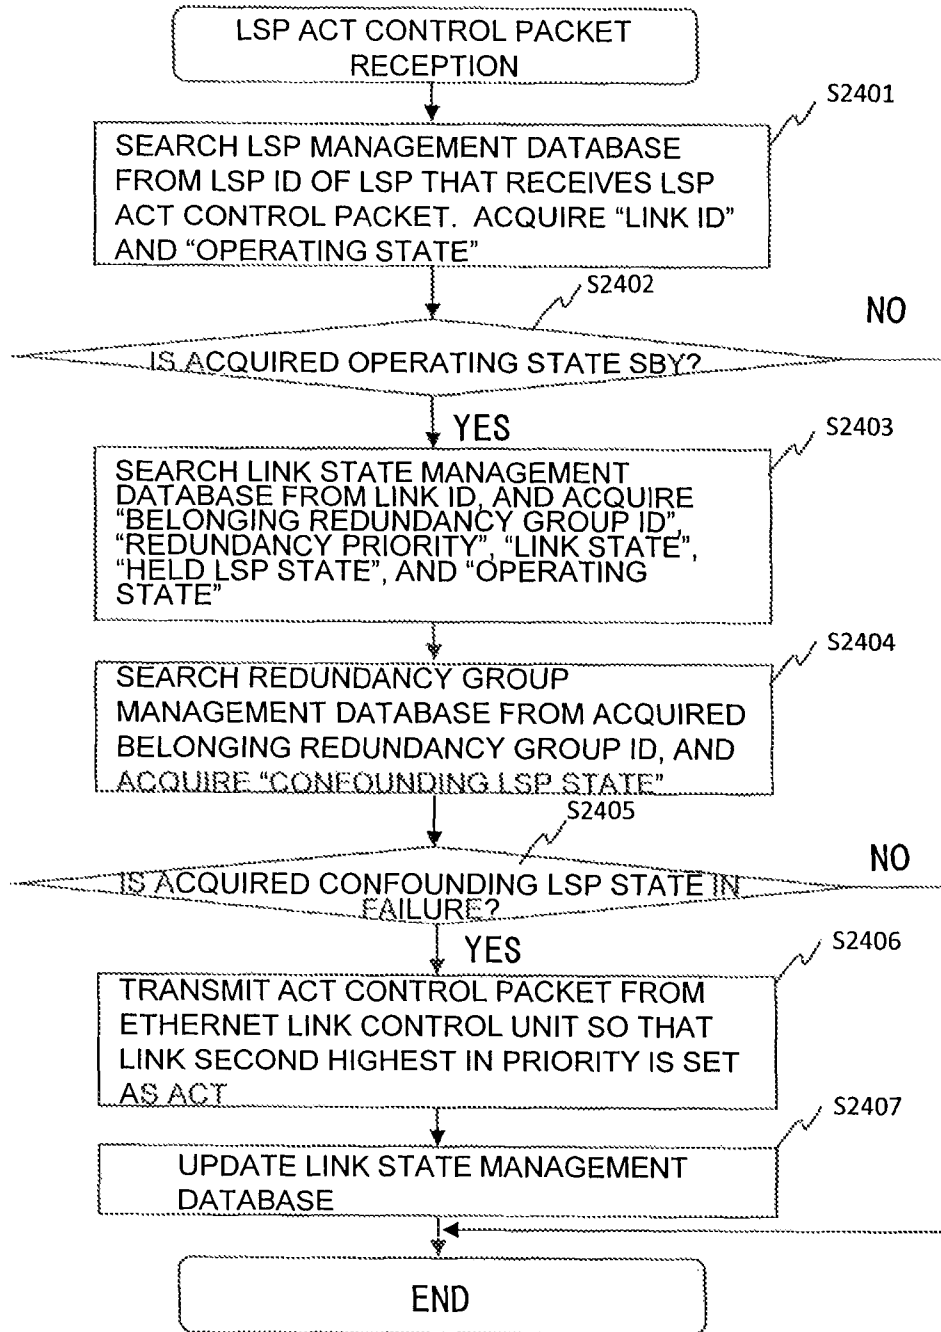 LSP ACT CONTROL PACKET
RECEPTION
S2401
SEARCH LSP MANAGEMENT DATABASE
FROM LSP ID OF LSP THAT RECEIVES LSP
ACT CONTROL PACKET. ACQUIRE “LINK ID”
AND “OPERATING STATE”
S2402
NO
IS ACQUIRED OPERATING STATE SBY?
YES
S2403
SEARCH LINK STATE MANAGEMENT
DATABASE FROM LINK ID, AND ACQUIRE
“BELONGING REDUNDANCY GROUP ID”,
“REDUNDANCY PRIORITY”, “LINK STATE”,
“HELD LSP STATE”, AND “OPERATING
STATE”
S2404
SEARCH REDUNDANCY GROUP
MANAGEMENT DATABASE FROM ACQUIRED
BELONGING REDUNDANCY GROUP ID, AND
ACQUIRE “CONFOUNDING LSP STATE”
S2405
NO
IS ACQUIRED CONFOUNDING LSP STATE IN
FAILURE?
YES
S2406
TRANSMIT ACT CONTROL PACKET FROM
ETHERNET LINK CONTROL UNIT SO THAT
LINK SECOND HIGHEST IN PRIORITY IS SET
AS ACT
S2407
UPDATE LINK STATE MANAGEMENT
DATABASE
END